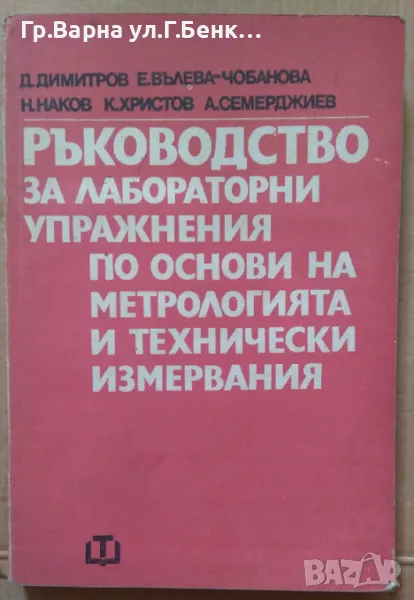 Гр.Варна ул.Г.Бенк...
Д.ДИМИТРОВ Е.ВЪЛЕВА-ЧОБАНОВА
Н.НАКОВ К.ХРИСТОВ А.СЕМЕРДЖИЕВ
РЪКОВОДСТВО
ЗА ЛАБОРАТОРНИ
УПРАЖНЕНИЯ
ПО ОСНОВИ НА
МЕТРОЛОГИЯТА
И ТЕХНИЧЕСКИ
ИЗМЕРВАНИЯ
Т
BAZAR